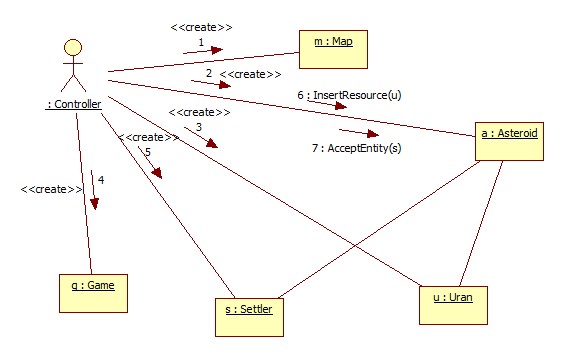 <<create>>
1
m : Map
2
<<create>>
6 : InsertResource(u)
: Controller
<<create>>
3
a : Asteroid
<<create>>
5
7 : AcceptEntity(s)
4
<<create>>
g : Game
s : Settler
u : Uran